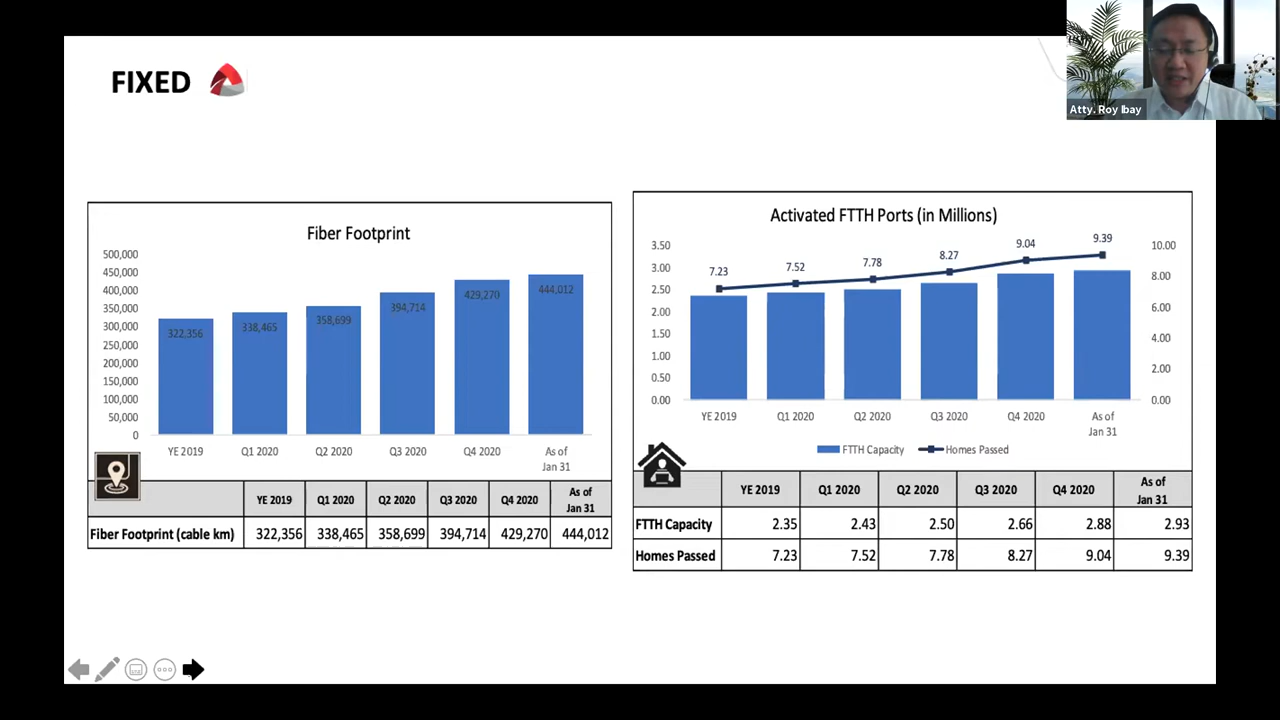 FIXED
Atty. Roy Ibay
Fiber Footprint
500,000
450,000
400,000
350,000
300,000
250,000
200,000
150,000
100,000
50,000
0
322,356
338,465
358,699
394,714
429,270
444,012
YE 2019 Q1 2020 Q2 2020 Q3 2020 Q4 2020 As of
Jan 31
YE 2019 Q1 2020 Q2 2020 Q3 2020 Q4 2020 As of
Jan 31
Fiber Footprint (cable km) 322,356 338,465 358,699 394,714 429,270 444,012
Activated FTTH Ports (in Millions)
3.50
3.00
2.50
2.00
1.50
1.00
0.50
0.00
7.23
7.52
7.78
8.27
9.04
9.39
10.00
8.00
6.00
4.00
2.00
0.00
YE 2019 Q1 2020 Q2 2020 Q3 2020 Q4 2020 As of
Jan 31
FTTH Capacity Homes Passed
YE 2019 Q1 2020 Q2 2020 Q3 2020 Q4 2020 As of
Jan 31
FTTH Capacity 2.35 2.43 2.50 2.66 2.88 2.93
Homes Passed 7.23 7.52 7.78 8.27 9.04 9.39